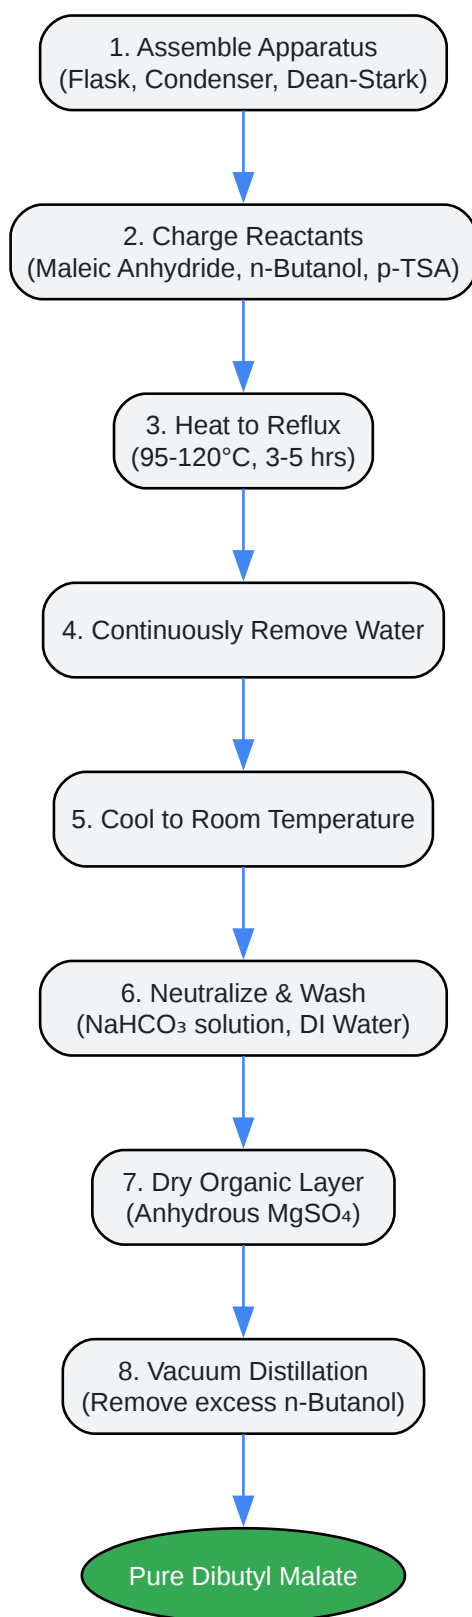 1. Assemble Apparatus
(Flask, Condenser, Dean-Stark)
2. Charge Reactants
(Maleic Anhydride, n-Butanol, p-TSA)
3. Heat to Reflux
(95-120°C, 3-5 hrs)
4. Continuously Remove Water
5. Cool to Room Temperature
6. Neutralize & Wash
(NaHCO₃ solution, DI Water)
7. Dry Organic Layer
(Anhydrous MgSO₄)
8. Vacuum Distillation
(Remove excess n-Butanol)
Pure Dibutyl Malate